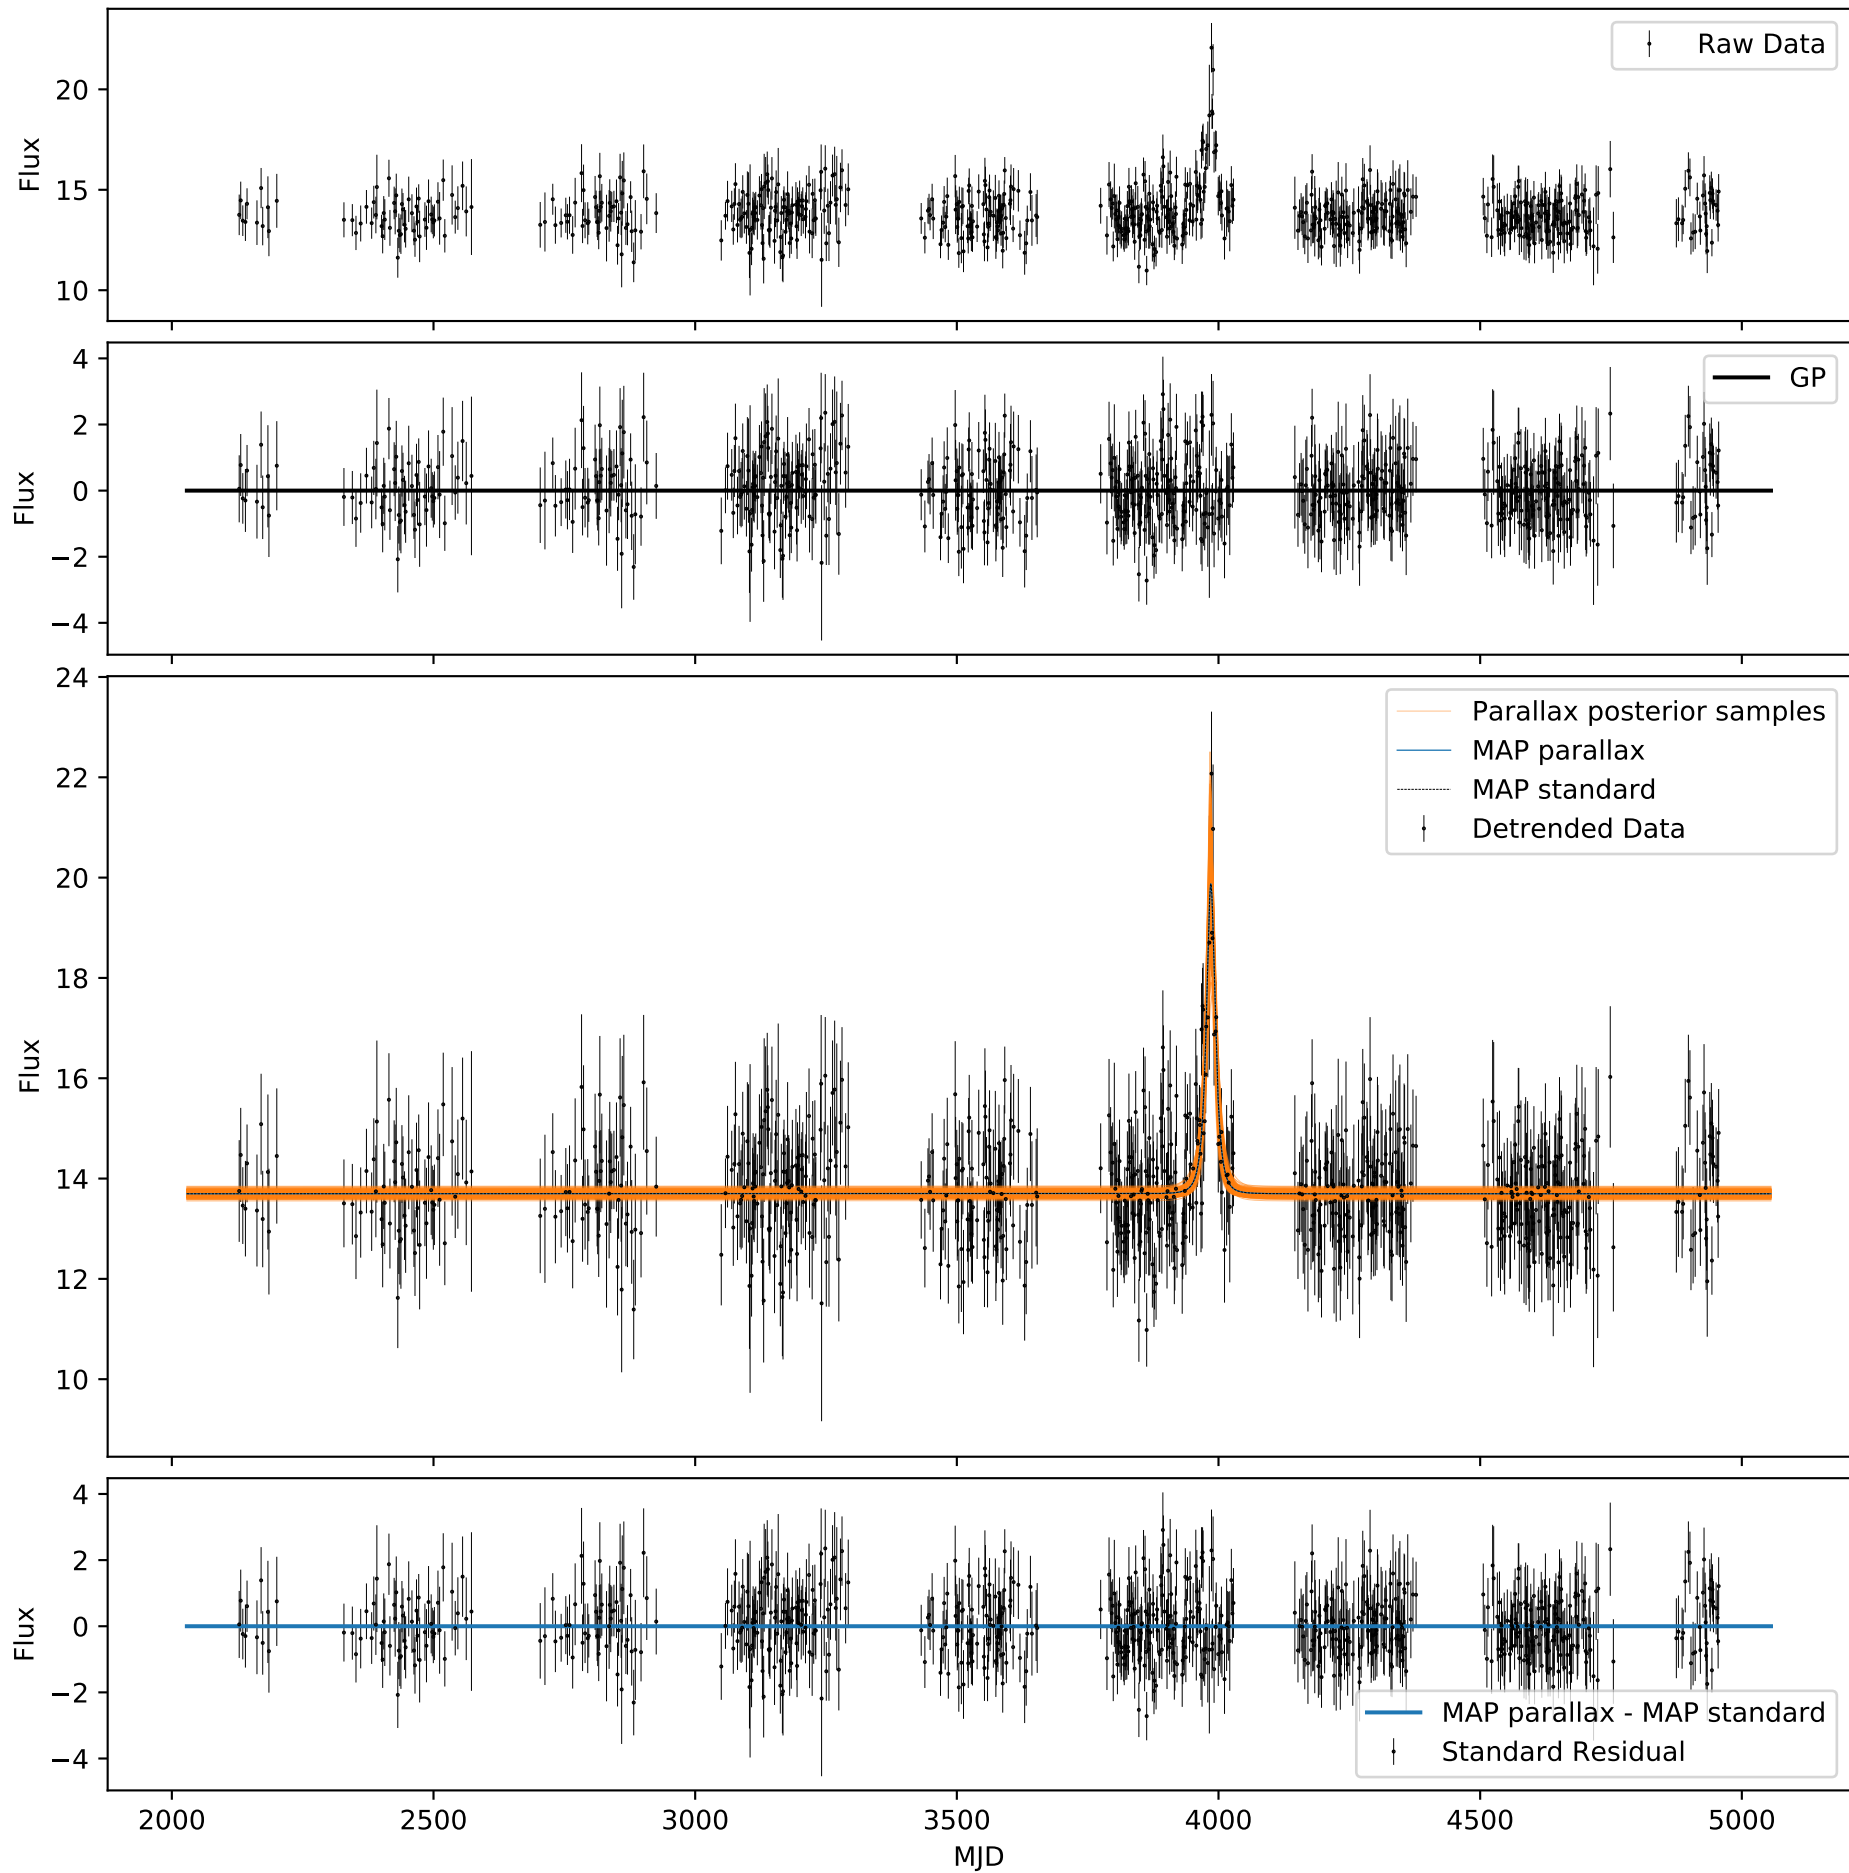 Flux
20
15
10
Raw Data
Flux
4
2
0
−2
−4
GP
Flux
24
22
20
18
16
14
12
10
Parallax posterior samples
MAP parallax
MAP standard
Detrended Data
Flux
4
2
0
−2
−4
MAP parallax - MAP standard
Standard Residual
2000 2500 3000 3500 4000 4500 5000
MJD